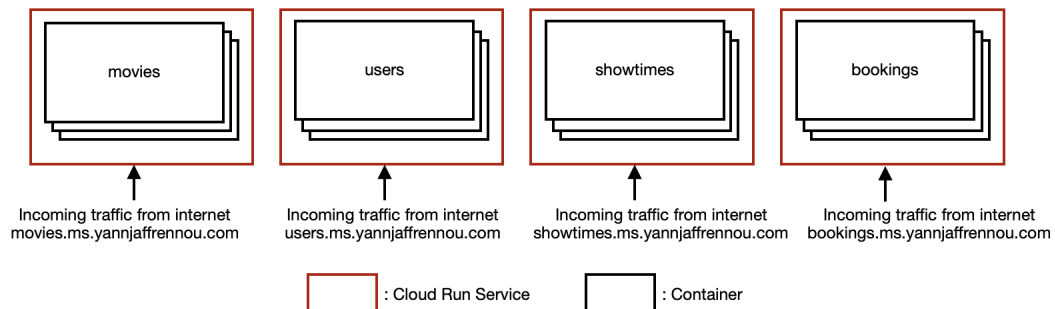 movies
users
showtimes
bookings
Incoming traffic from internet
movies.ms.yannjaffrennou.com
Incoming traffic from internet
users.ms.yannjaffrennou.com
Incoming traffic from internet
showtimes.ms.yannjaffrennou.com
Incoming traffic from internet
bookings.ms.yannjaffrennou.com
: Cloud Run Service
: Container